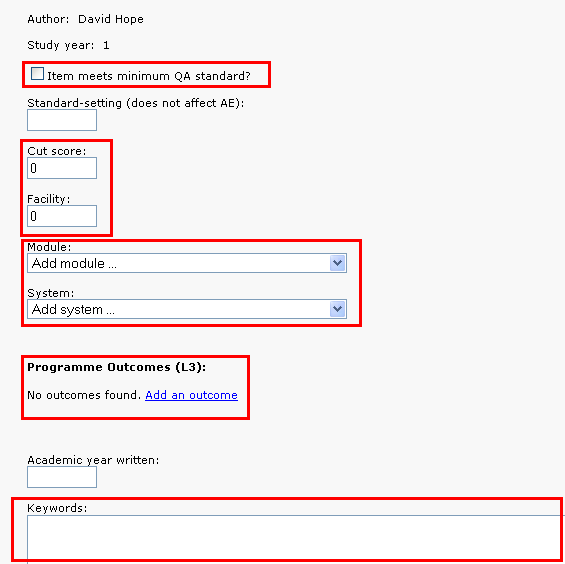 Author: David Hope
Study year: 1
Item meets minimum QA standard?
Standard-setting (does not affect AE):
Cut score:
0
Facility:
0
Module:
Add module ...
System:
Add system ...
Programme Outcomes (L3):
No outcomes found. Add an outcome
Academic year written:
Keywords: